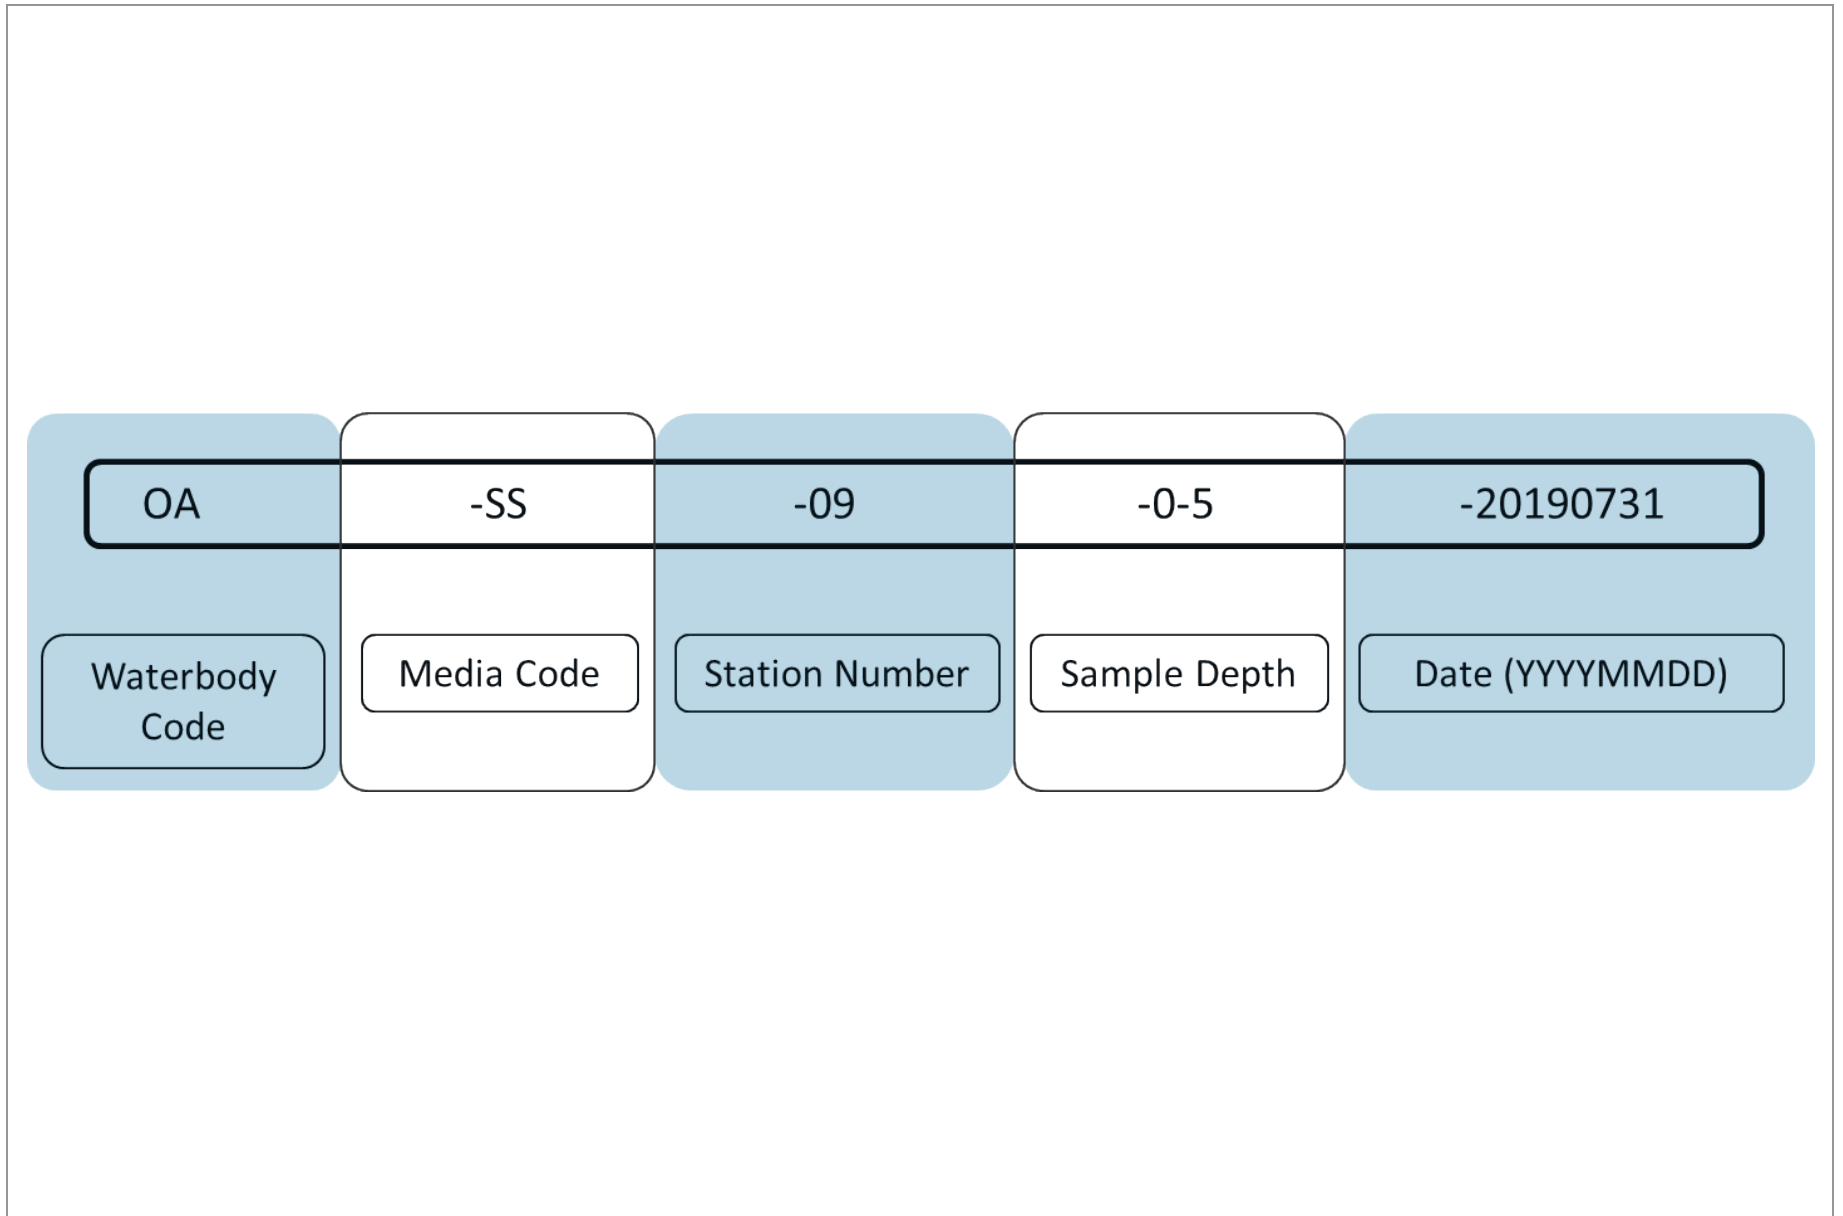 OA -SS -09 -0-5 -20190731
Waterbody Code
Media Code
Station Number
Sample Depth
Date (YYYYMMDD)